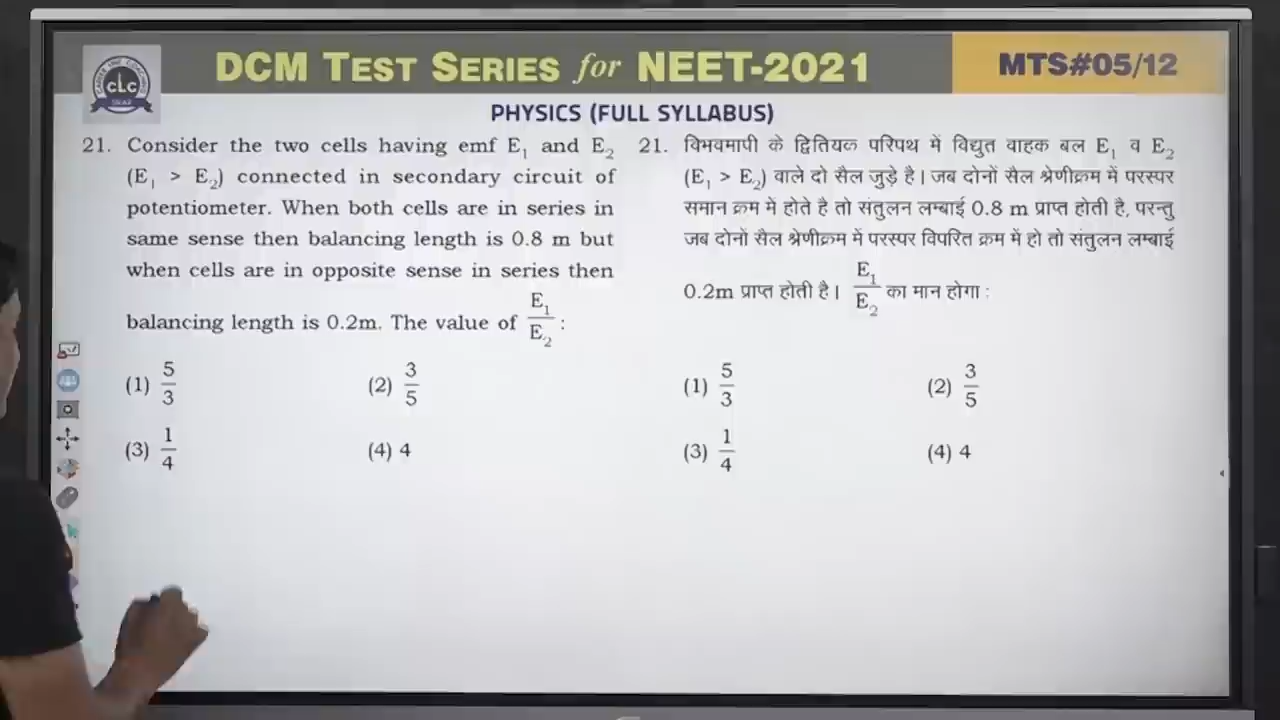 DCM TEST SERIES for NEET-2021
MTS#05/12
CLC
PHYSICS (FULL SYLLABUS)
21. Consider the two cells having emf E₁ and E₂
(E₁ > E₂) connected in secondary circuit of
potentiometer. When both cells are in series in
same sense then balancing length is 0.8 m but
when cells are in opposite sense in series then
balancing length is 0.2m. The value of E₁/E₂ :
(1) 5/3 (2) 3/5
(3) 1/4 (4) 4
21. विभवमापी के द्वितियक परिपथ में विद्युत वाहक बल E₁ व E₂
(E₁ > E₂) वाले दो सैल जुड़े है। जब दोनों सैल श्रेणीक्रम में परस्पर
समान क्रम में होते है तो संतुलन लम्बाई 0.8 m प्राप्त होती है, परन्तु
जब दोनों सैल श्रेणीक्रम में परस्पर विपरित क्रम में हो तो संतुलन लम्बाई
0.2m प्राप्त होती है। E₁/E₂ का मान होगा :
(1) 5/3 (2) 3/5
(3) 1/4 (4) 4